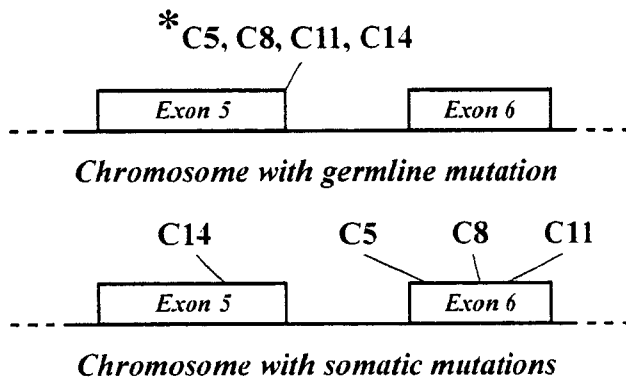 *C5, C8, C11, C14
Exon 5 Exon 6
Chromosome with germline mutation
C14 C5 C8 C11
Exon 5 Exon 6
Chromosome with somatic mutations